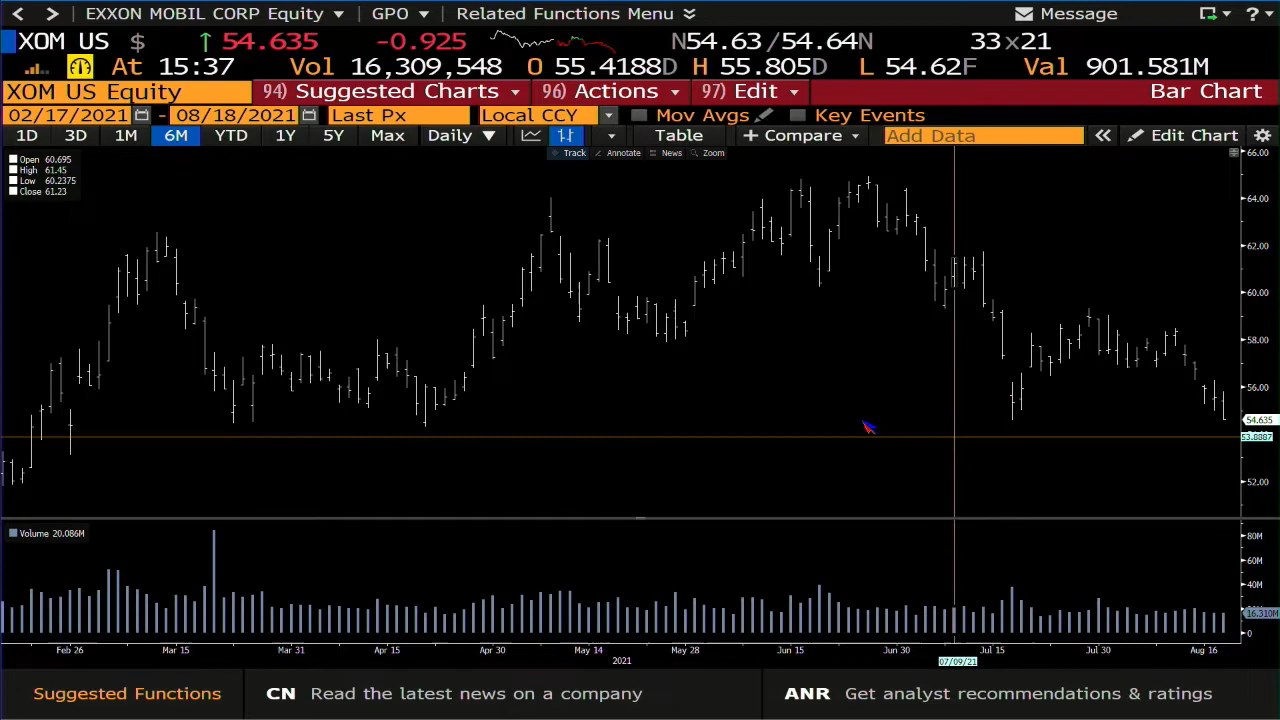 EXXON MOBIL CORP Equity GPO Related Functions Menu Message ?
XOM US $ ↑ 54.635 -0.925 N54.63/54.64N 33x21
At 15:37 Vol 16,309,548 O 55.4188D H 55.805D L 54.62F Val 901.581M
XOM US Equity 94) Suggested Charts 96) Actions 97) Edit Bar Chart
02/17/2021 - 08/18/2021 Last Px Local CCY Mov Avgs Key Events
1D 3D 1M 6M YTD 1Y 5Y Max Daily ▼ Table + Compare Add Data « Edit Chart
Track Annotate News Zoom
Open 60.695
High 61.45
Low 60.2375
Close 61.23
66.00
64.00
62.00
60.00
58.00
56.00
54.635
53.8887
52.00
Volume 20.086M
80M
60M
40M
16.310M
0
Feb 26 Mar 15 Mar 31 Apr 15 Apr 30 May 14 May 28 Jun 15 Jun 30 Jul 15 Jul 30 Aug 16
2021 07/09/21
Suggested Functions CN Read the latest news on a company ANR Get analyst recommendations & ratings